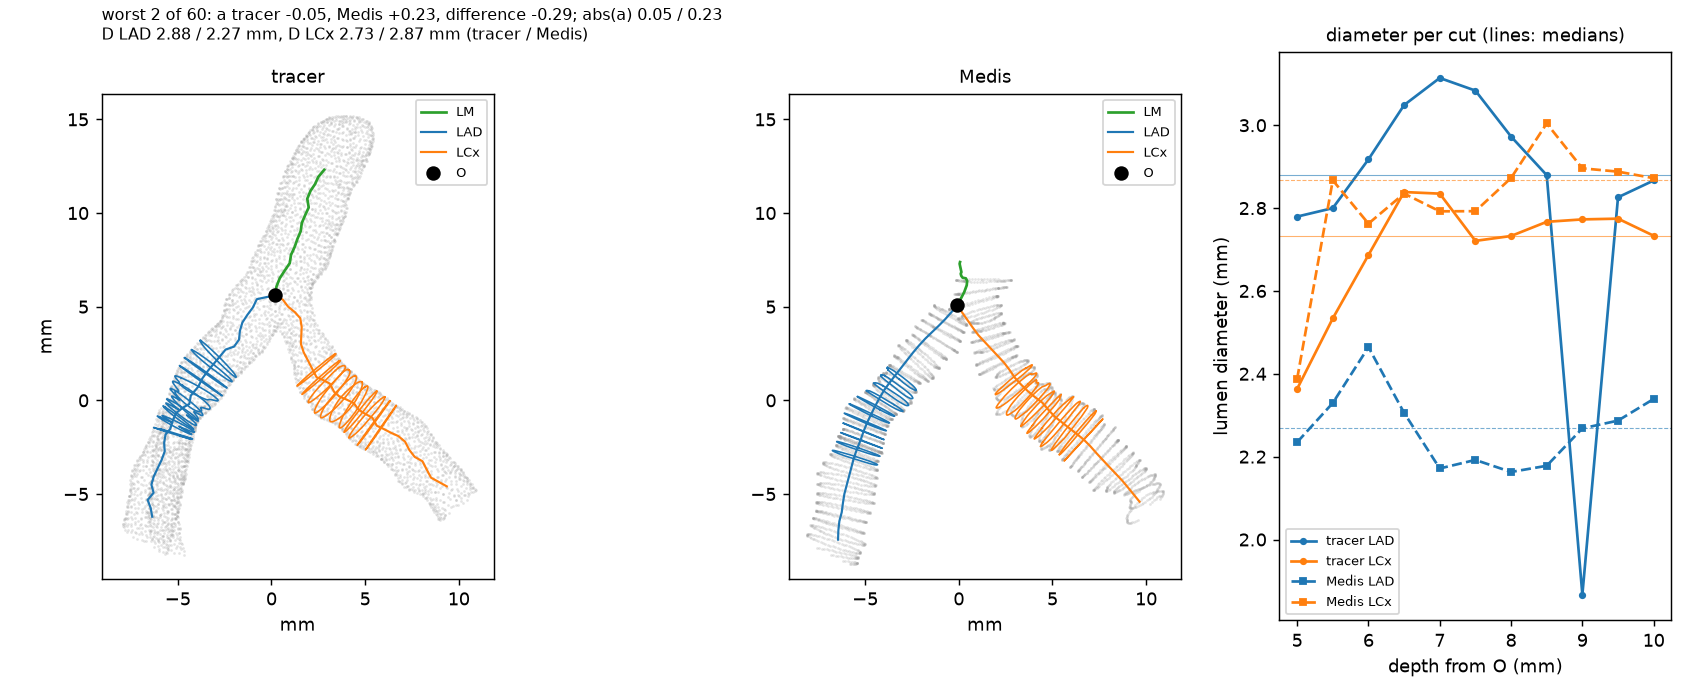 worst 2 of 60: a tracer -0.05, Medis +0.23, difference -0.29; abs(a) 0.05 / 0.23
D LAD 2.88 / 2.27 mm, D LCx 2.73 / 2.87 mm (tracer / Medis)
tracer
LM
LAD
LCx
O
15
10
5
0
−5
mm
−5
0
5
10
mm
Medis
LM
LAD
LCx
O
15
10
5
0
−5
−5
0
5
10
mm
diameter per cut (lines: medians)
3.0
2.8
2.6
2.4
2.2
2.0
lumen diameter (mm)
tracer LAD
tracer LCx
Medis LAD
Medis LCx
5
6
7
8
9
10
depth from O (mm)